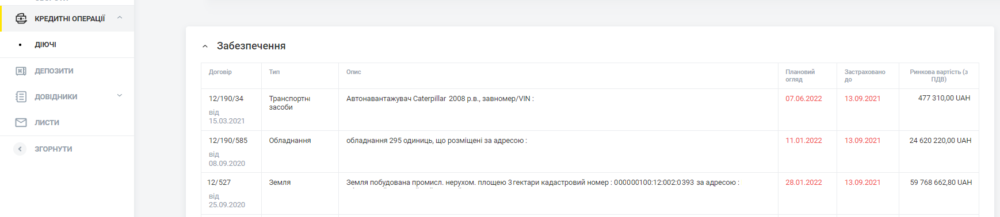 КРЕДИТНІ ОПЕРАЦІЇ
ДІЮЧІ
ДЕПОЗИТИ
ДОВІДНИКИ
ЛИСТИ
ЗГОРНУТИ
Забезпечення
Договір
Тип
Опис
Плановий
огляд
Застраховано
до
Ринкова вартість (з
ПДВ)
12/190/34
від
15.03.2021
Транспортні
засоби
Автонавантажувач Caterpillar 2008 р.в., завномер/VIN :
07.06.2022
13.09.2021
477 310,00 UAH
12/190/585
від
08.09.2020
Обладнання
обладнання 295 одиниць, що розміщені за адресою :
11.01.2022
13.09.2021
24 620 220,00 UAH
12/527
від
25.09.2020
Земля
Земля побудована промисл. нерухом. площею 3 гектари кадастровий номер : 000000100:12:002:0393 за адресою :
28.01.2022
13.09.2021
59 768 662,80 UAH